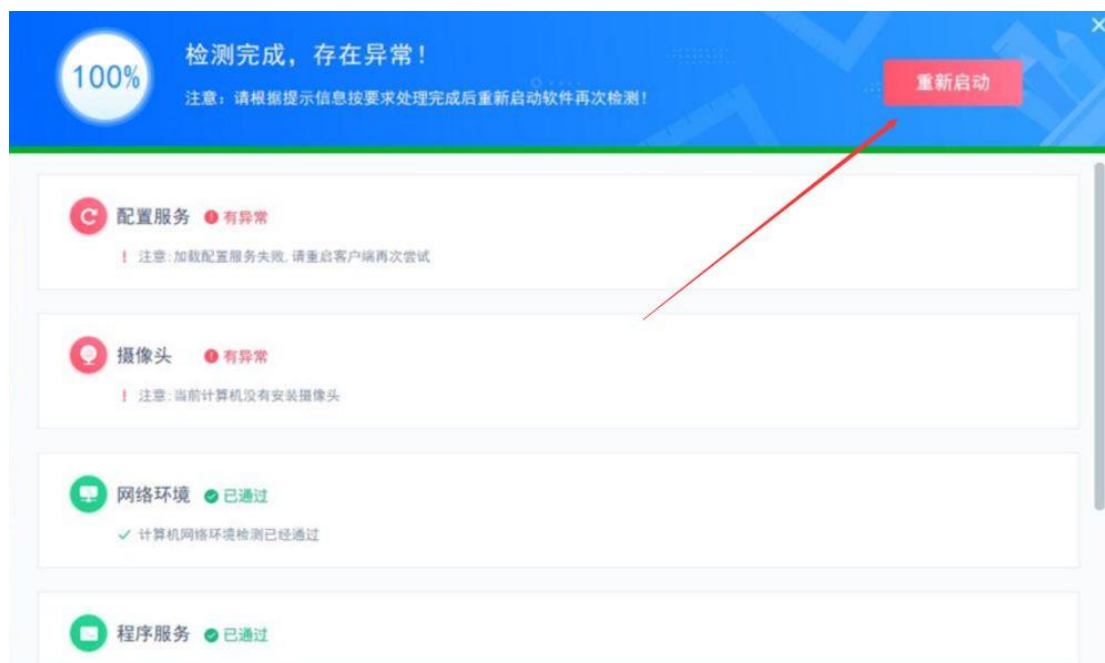 100%
检测完成，存在异常！
注意：请根据提示信息按要求处理完成后重新启动软件再次检测！
重新启动
配置服务 有异常
! 注意:加载配置服务失败,请重启客户端再次尝试
摄像头 有异常
! 注意:当前计算机没有安装摄像头
网络环境 已通过
计算机网络环境检测已经通过
程序服务 已通过